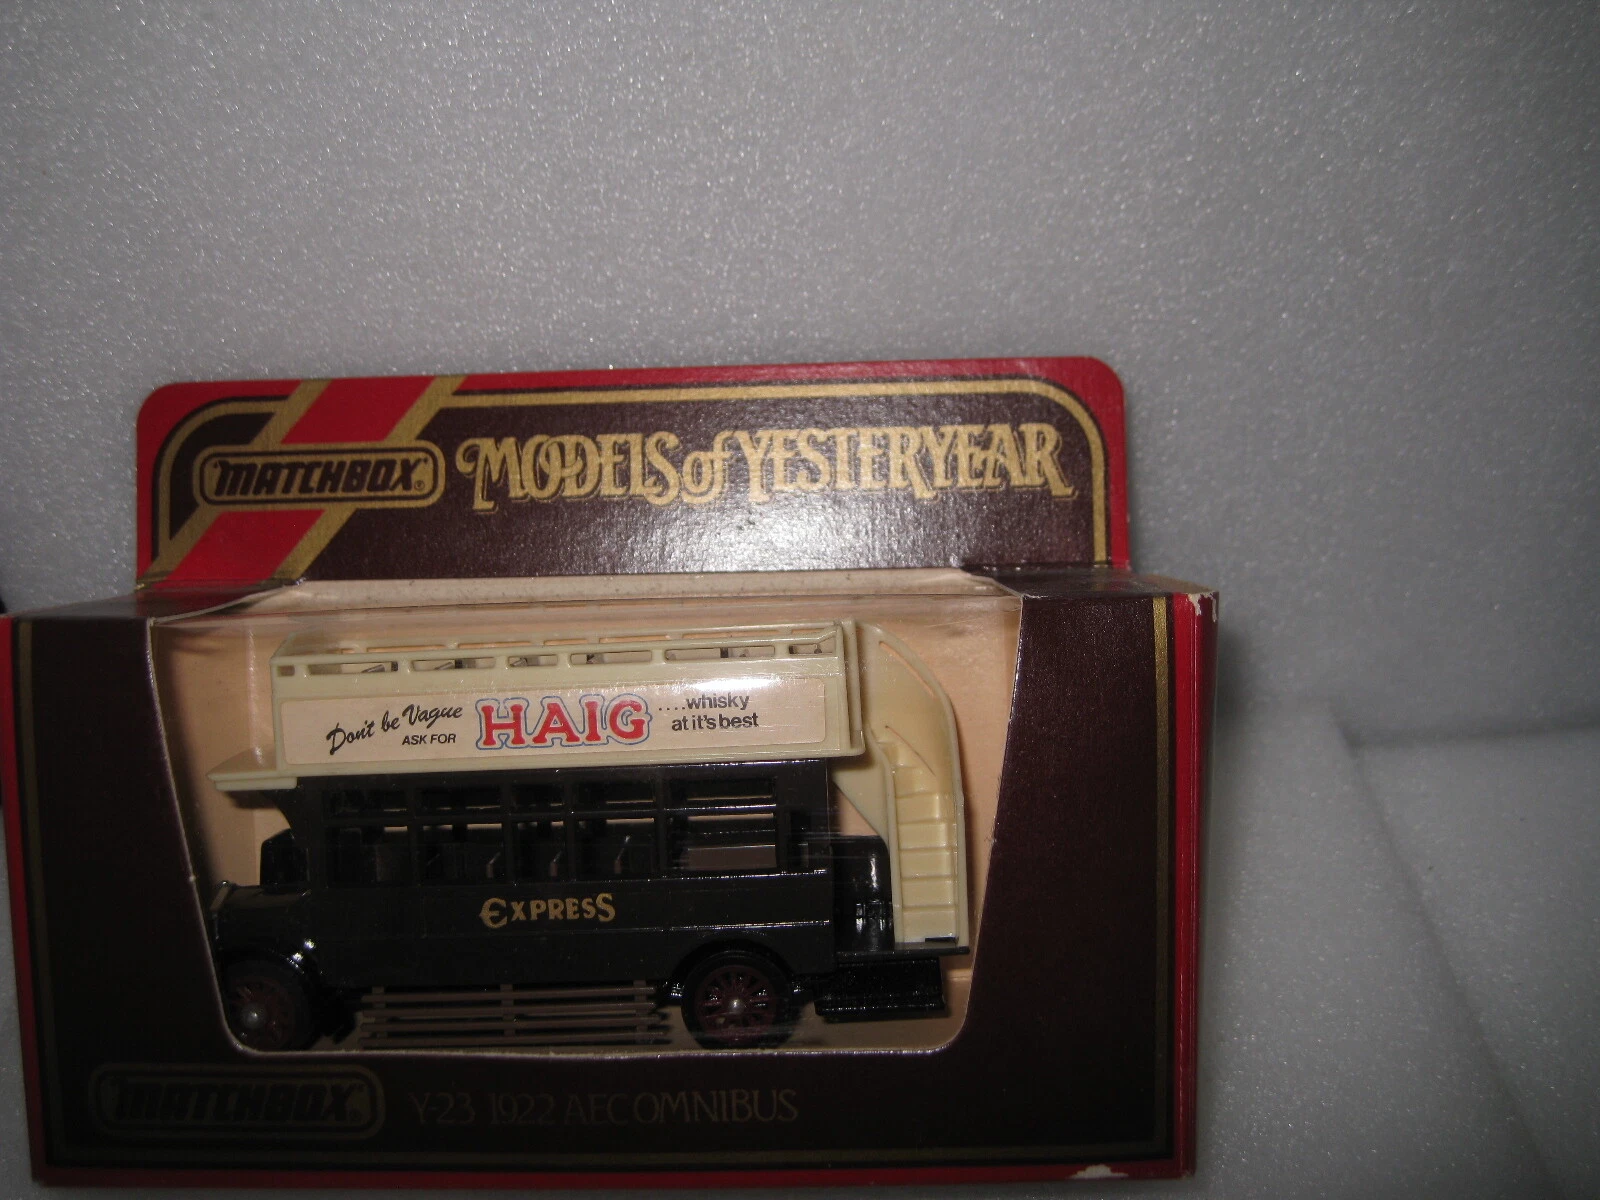 MATCHBOX® MODELS of YESTERYEAR
Don't be Vague
ASK FOR
HAIG
....whisky
at it's best
EXPRESS
MATCHBOX Y-23 1922 AEC OMNIBUS